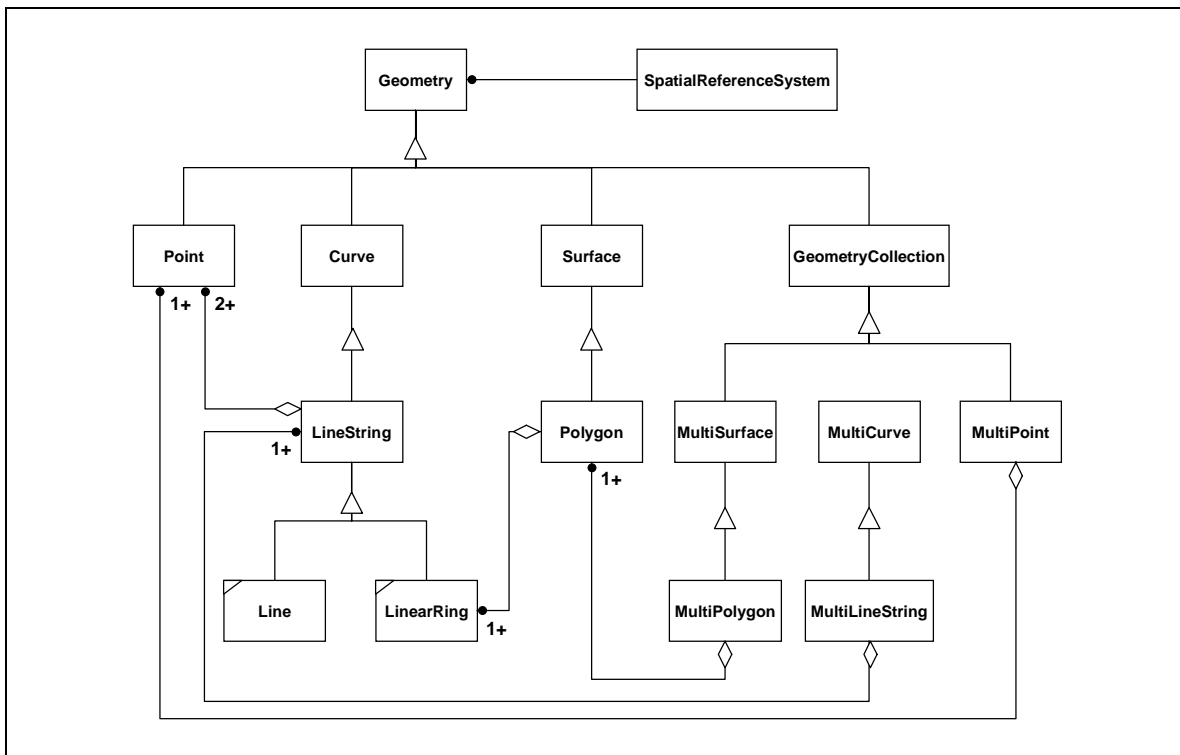 Geometry
SpatialReferenceSystem
Point
Curve
Surface
GeometryCollection
1+
2+
LineString
Polygon
MultiSurface
MultiCurve
MultiPoint
1+
1+
Line
LinearRing
MultiPolygon
MultiLineString
1+